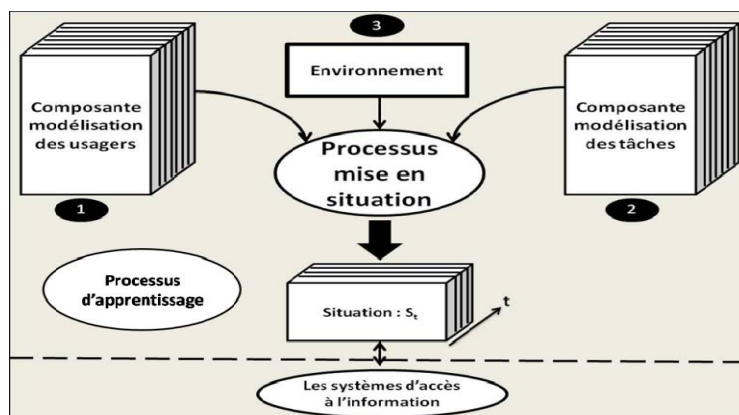 3
Environnement
Composante
modélisation
des usagers
1
Composante
modélisation
des tâches
2
Processus
mise en
situation
Processus
d'apprentissage
Situation : St
t
Les systèmes d'accès
à l'information